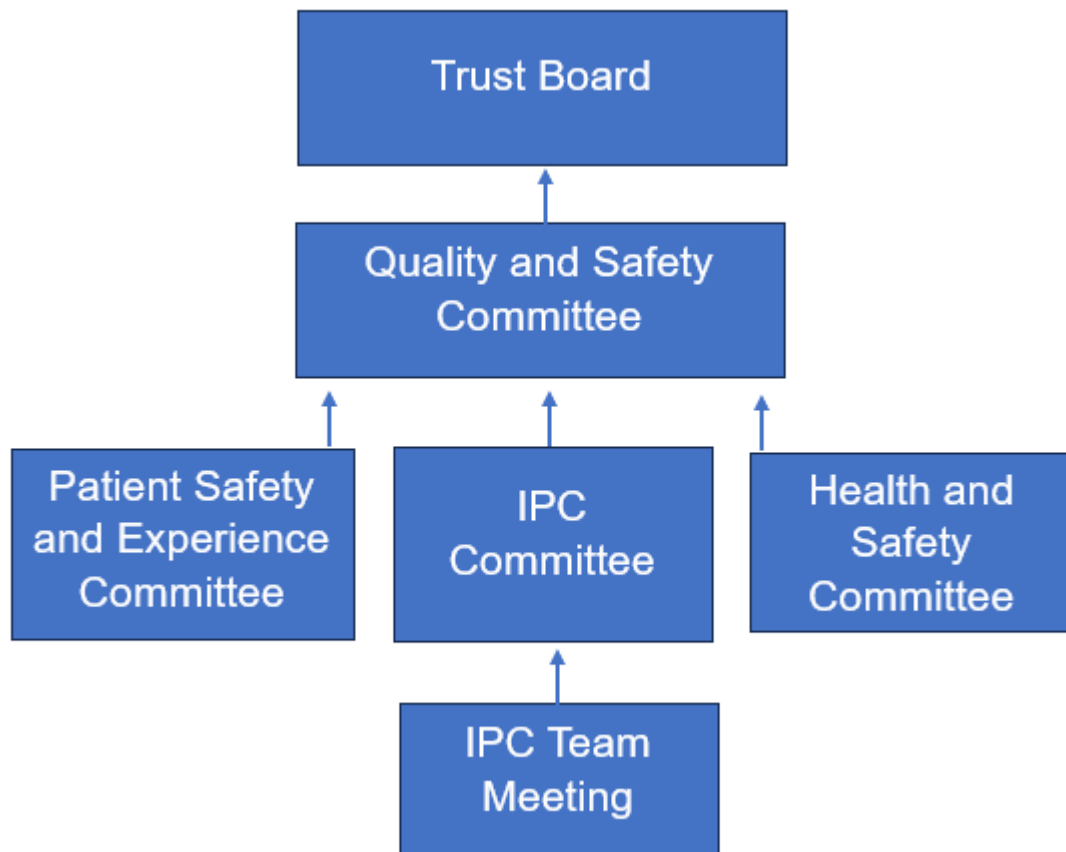 Trust Board
Quality and Safety
Committee
Patient Safety
and Experience
Committee
IPC
Committee
Health and
Safety
Committee
IPC Team
Meeting